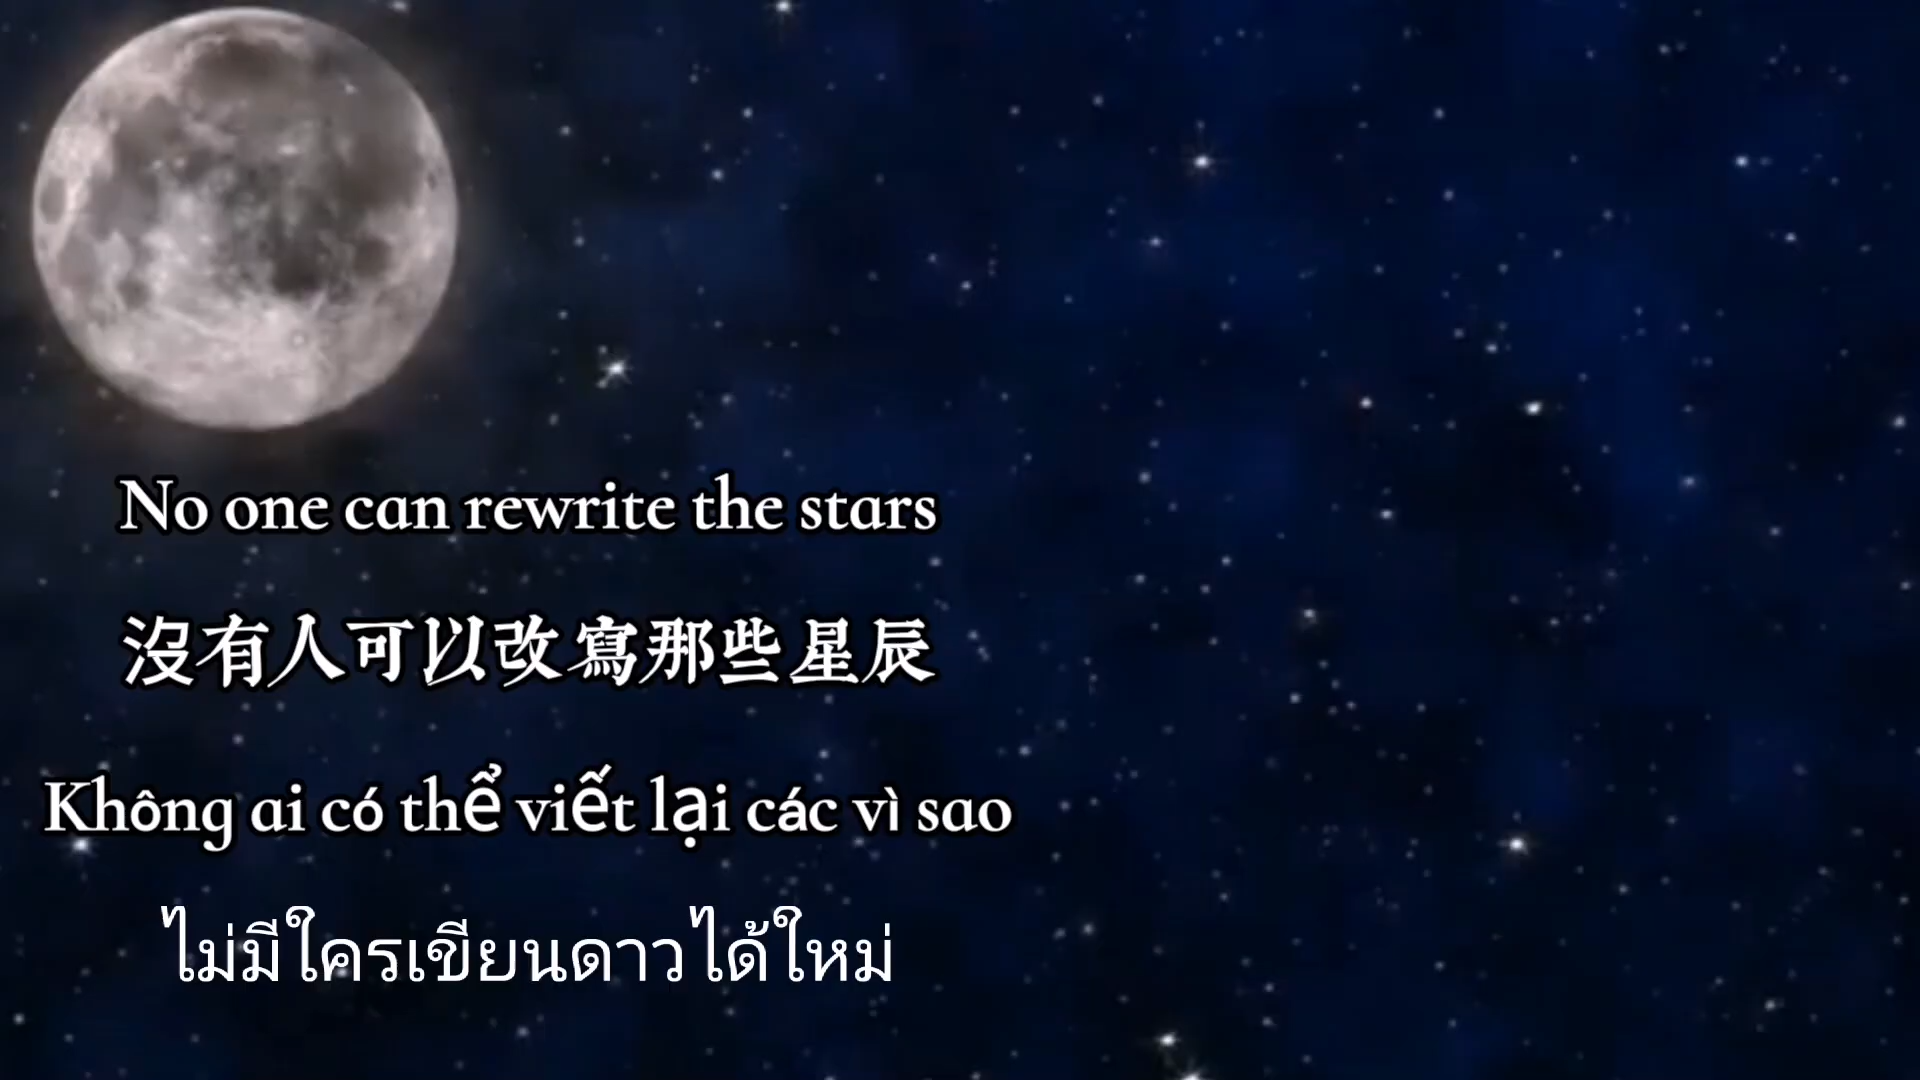 No one can rewrite the stars
沒有人可以改寫那些星辰
Không ai có thể viết lại các vì sao
ไม่มีใครเขียนดาวได้ใหม่